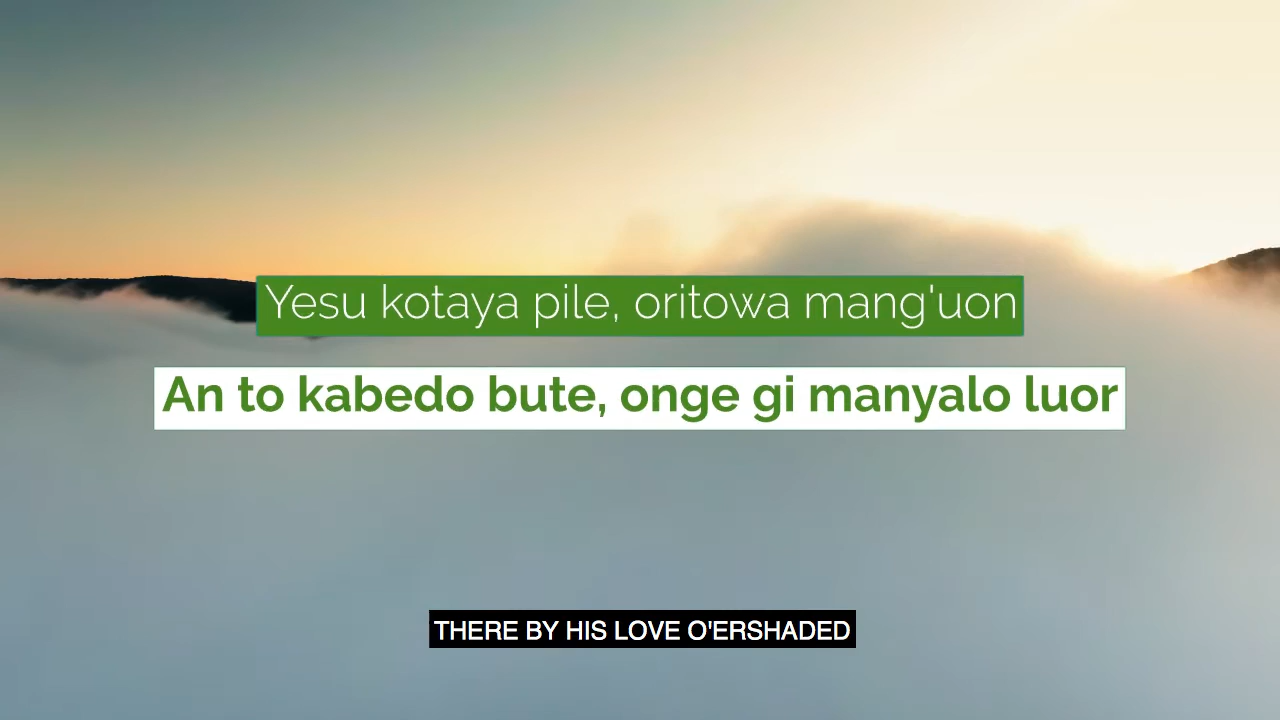 Yesu kotaya pile, oritowa mang'uon
An to kabedo bute, onge gi manyalo luor
THERE BY HIS LOVE O'ERSHADED